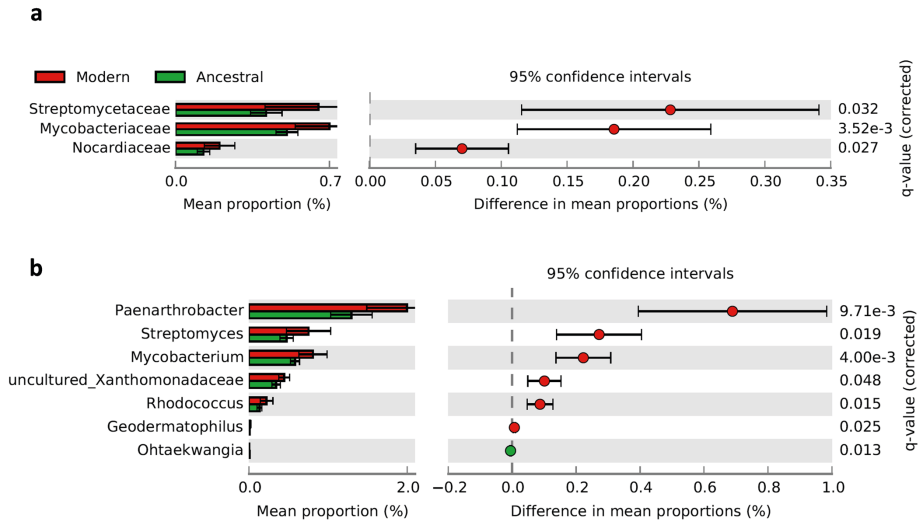 a
Modern Ancestral 95% confidence intervals
Streptomycetaceae 0.032
Mycobacteriaceae 3.52e-3
Nocardiaceae 0.027
0.0 0.7 0.00 0.05 0.10 0.15 0.20 0.25 0.30 0.35
Mean proportion (%) Difference in mean proportions (%)
q-value (corrected)
b
95% confidence intervals
Paenarthrobacter 9.71e-3
Streptomyces 0.019
Mycobacterium 4.00e-3
uncultured_Xanthomonadaceae 0.048
Rhodococcus 0.015
Geodermatophilus 0.025
Ohtaekwangia 0.013
0.0 2.0 −0.2 0.0 0.2 0.4 0.6 0.8 1.0
Mean proportion (%) Difference in mean proportions (%)
q-value (corrected)